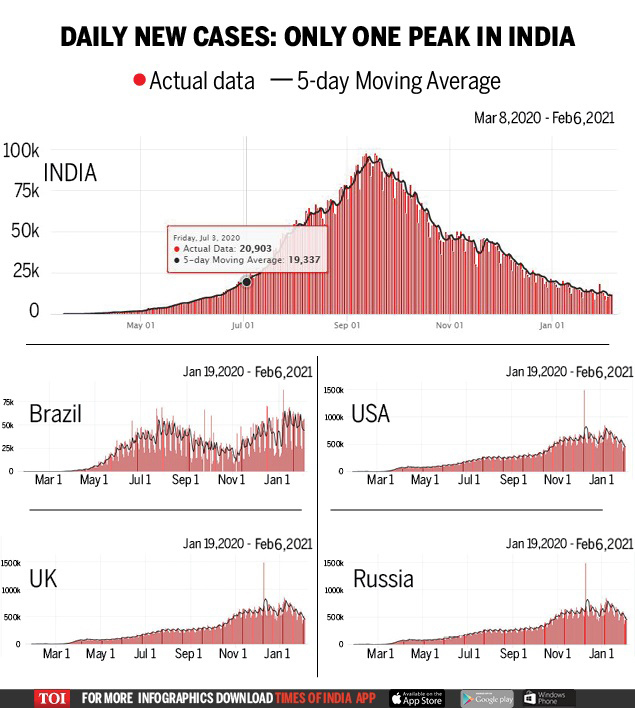 DAILY NEW CASES: ONLY ONE PEAK IN INDIA
Actual data 5-day Moving Average
Mar 8,2020 - Feb6,2021
100k
INDIA
75k
50k
25k
0
Friday, Jul 3, 2020
Actual Data: 20,903
5-day Moving Average: 19,337
May 01 Jul 01 Sep 01 Nov 01 Jan 01
Jan 19,2020 - Feb6,2021
Brazil
75k
50k
25k
0
Mar 1 May 1 Jul 1 Sep 1 Nov 1 Jan 1
Jan 19,2020 - Feb6,2021
USA
1500k
1000k
500k
0
Mar 1 May 1 Jul 1 Sep 1 Nov 1 Jan 1
Jan 19,2020 - Feb6,2021
UK
1500k
1000k
500k
0
Mar 1 May 1 Jul 1 Sep 1 Nov 1 Jan 1
Jan 19,2020 - Feb6,2021
Russia
1500k
1000k
500k
0
Mar 1 May 1 Jul 1 Sep 1 Nov 1 Jan 1
TOI FOR MORE INFOGRAPHICS DOWNLOAD TIMES OF INDIA APP
Available on the
App Store
Google play
Windows
Phone